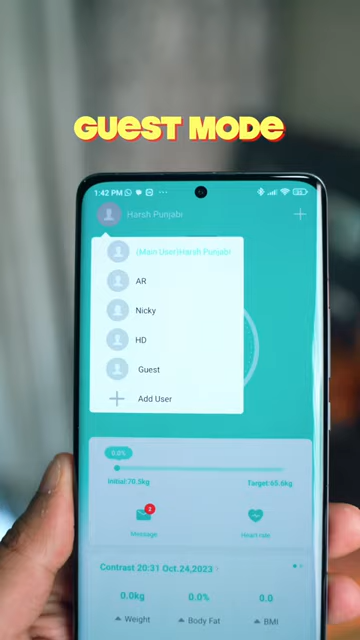 GUEST MODE
1:42 PM
Harsh Punjabi
(Main User)Harsh Punjabi
AR
Nicky
HD
Guest
Add User
0.0%
Initial:70.5kg
Target:65.6kg
2
Message
Heart rate
Contrast 20:31 Oct.24,2023
0.0kg
0.0%
0.0
Weight
Body Fat
BMI